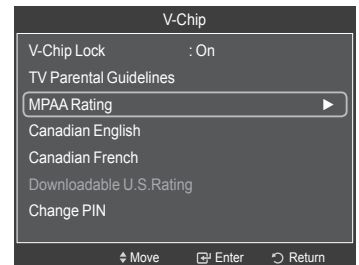 V-Chip
V-Chip Lock : On
TV Parental Guidelines
MPAA Rating
Canadian English
Canadian French
Downloadable U.S.Rating
Change PIN
Move Enter Return